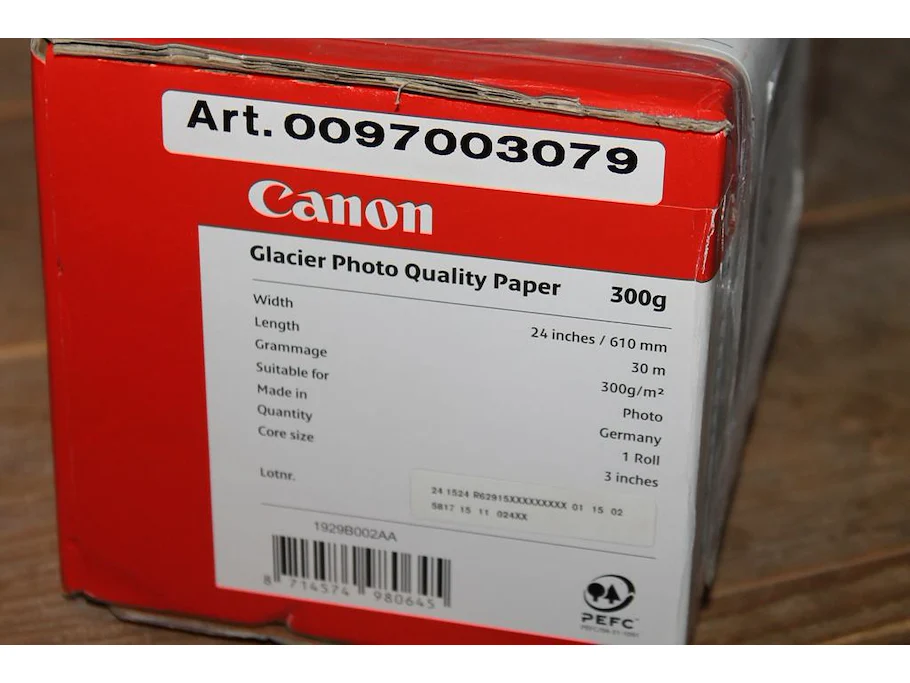 Art. 0097003079
Canon
Glacier Photo Quality Paper 300g
Width 24 inches / 610 mm
Length 30 m
Grammage 300g/m²
Suitable for Photo
Made in Germany
Quantity 1 Roll
Core size 3 inches
Lotnr. 24 1524 R62915XXXXXXXXX 01 15 02
5817 15 11 024XX
1929B002AA
8 714574 980645
PEFC